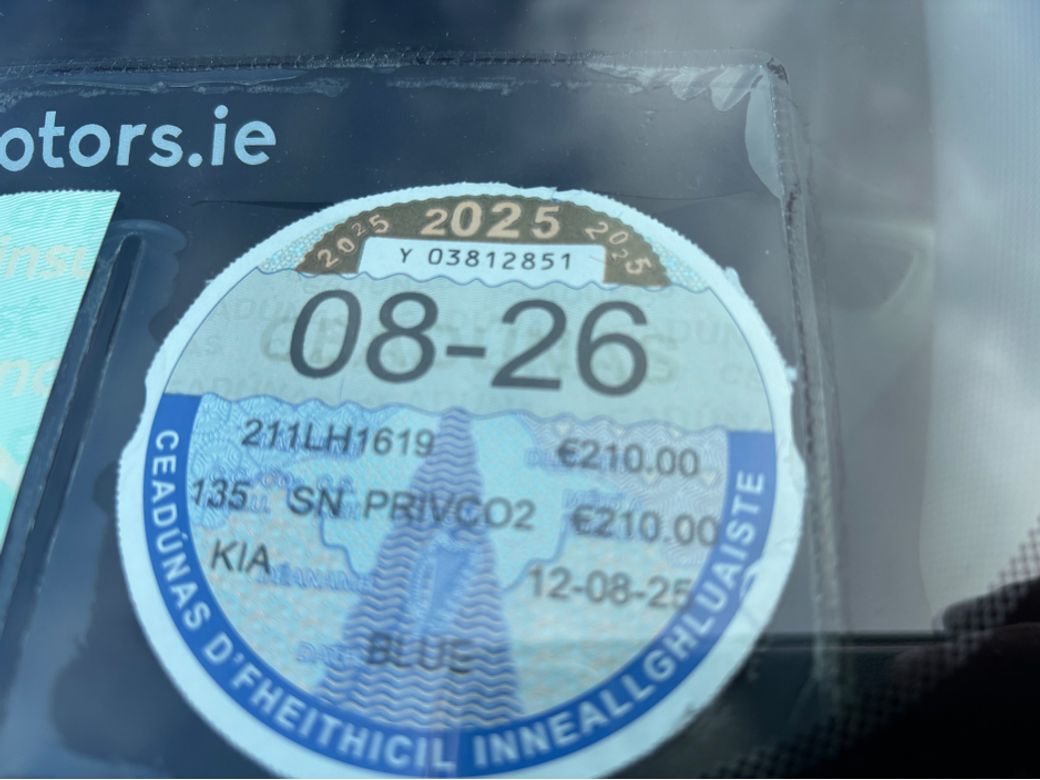 otors.ie
2025 2025 2025
Y 03812851
08-26
211LH1619 €210.00
135 SN PRIVCO2 €210.00
KIA 12-08-25
BLUE
CEADÚNAS D'FHEITHICIL INNEALLGHLUAISTE